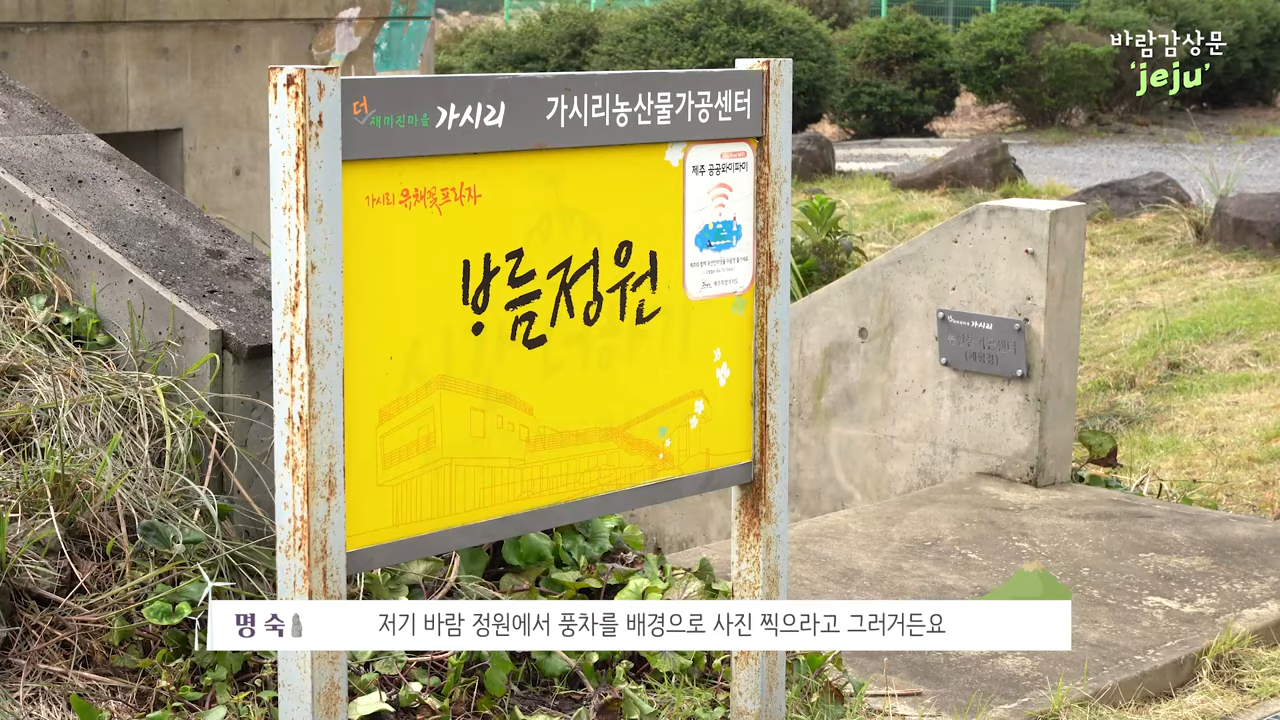 바람감상문
'jeju'
더 재미진마을 가시리 가시리농산물가공센터
가시리 유채꽃프라자
제주 공공와이파이
ᄇᆞ름정원
가시리
명숙 저기 바람 정원에서 풍차를 배경으로 사진 찍으라고 그러거든요